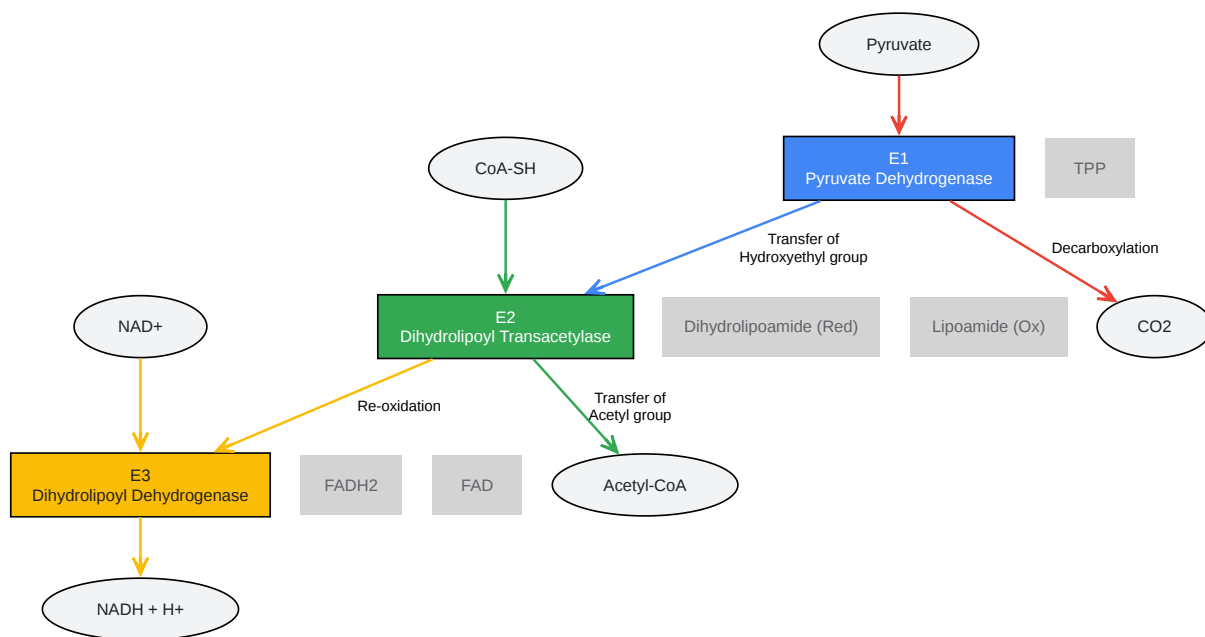 Pyruvate
E1
Pyruvate Dehydrogenase
TPP
CoA-SH
Transfer of
Hydroxyethyl group
Decarboxylation
NAD+
E2
Dihydrolipoyl Transacetylase
Dihydrolipoamide (Red)
Lipoamide (Ox)
CO2
Re-oxidation
Transfer of
Acetyl group
E3
Dihydrolipoyl Dehydrogenase
FADH2
FAD
Acetyl-CoA
NADH + H+